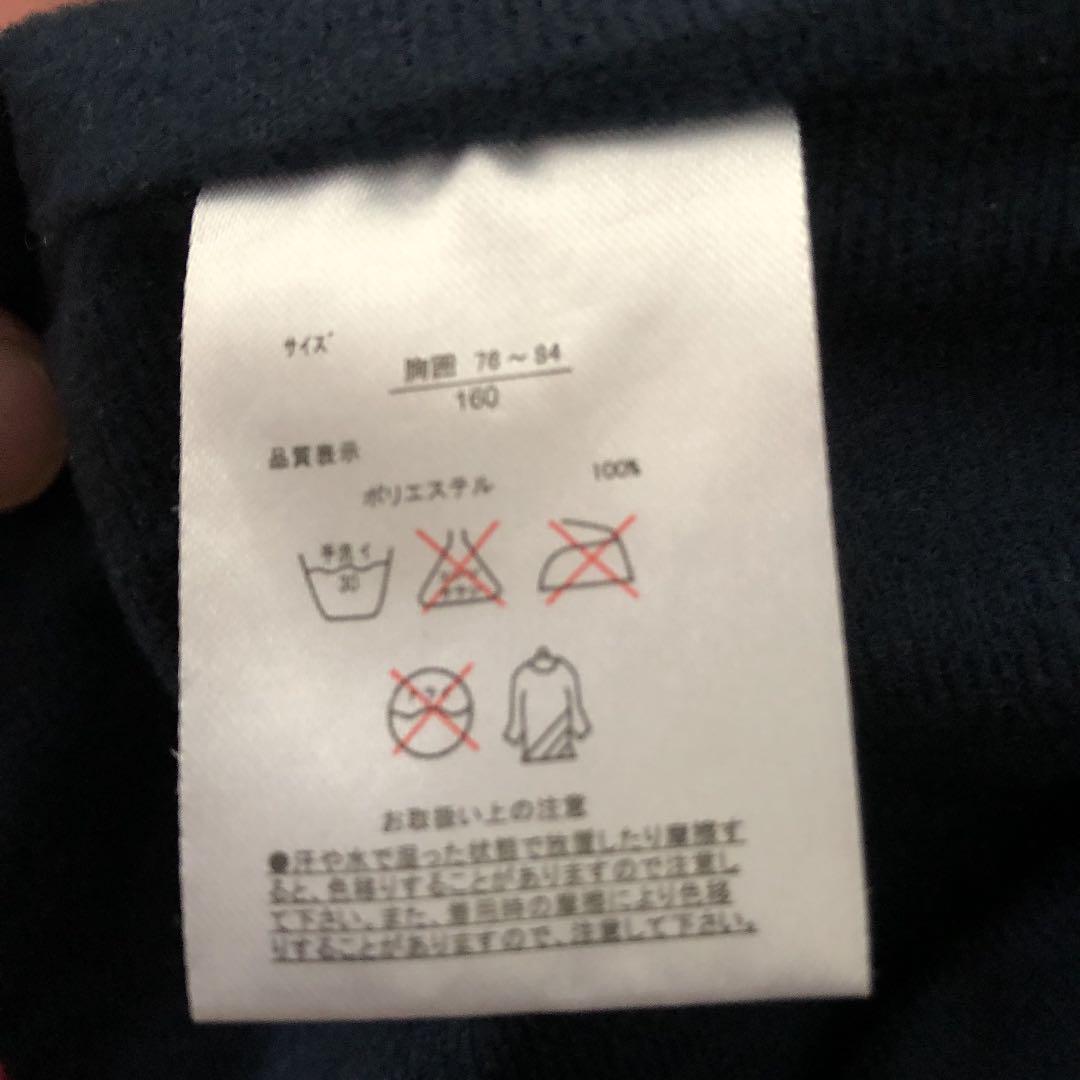 サイズ
胸囲 76～84
160
品質表示
ポリエステル 100%
手洗イ
30
お取扱い上の注意
●汗や水で湿った状態で放置したり摩擦す
ると、色移りすることがありますので注意し
て下さい。また、着用時の摩擦により色移
りすることがありますので、注意して下さい。